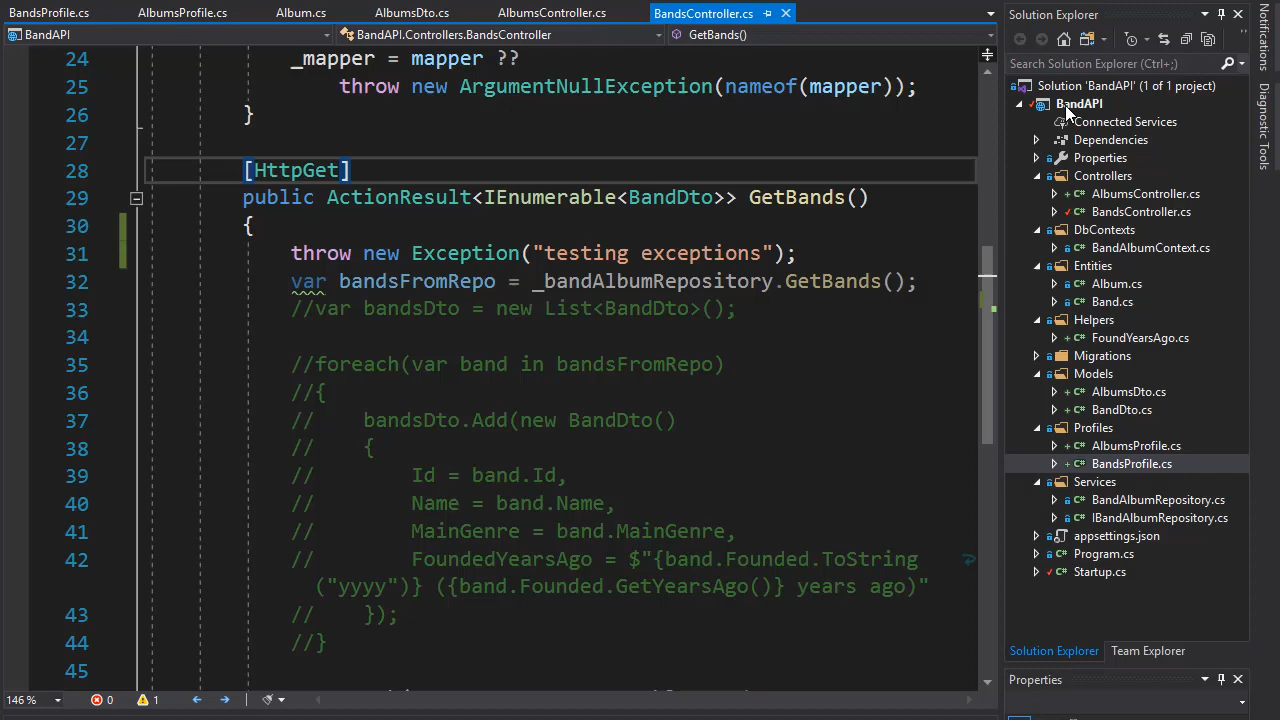 BandsProfile.cs AlbumsProfile.cs Album.cs AlbumsDto.cs AlbumsController.cs BandsController.cs
BandAPI BandAPI.Controllers.BandsController GetBands()
24 _mapper = mapper ??
25 throw new ArgumentNullException(nameof(mapper));
26 }
27
28 [HttpGet]
29 public ActionResult<IEnumerable<BandDto>> GetBands()
30 {
31 throw new Exception("testing exceptions");
32 var bandsFromRepo = _bandAlbumRepository.GetBands();
33 //var bandsDto = new List<BandDto>();
34
35 //foreach(var band in bandsFromRepo)
36 //{
37 // bandsDto.Add(new BandDto()
38 // {
39 // Id = band.Id,
40 // Name = band.Name,
41 // MainGenre = band.MainGenre,
42 // FoundedYearsAgo = $"{band.Founded.ToString
("yyyy")} ({band.Founded.GetYearsAgo()} years ago)"
43 // });
44 //}
45
146 % 0 1
Solution Explorer
Search Solution Explorer (Ctrl+;)
Solution 'BandAPI' (1 of 1 project)
BandAPI
Connected Services
Dependencies
Properties
Controllers
C# AlbumsController.cs
C# BandsController.cs
DbContexts
C# BandAlbumContext.cs
Entities
C# Album.cs
C# Band.cs
Helpers
C# FoundYearsAgo.cs
Migrations
Models
C# AlbumsDto.cs
C# BandDto.cs
Profiles
C# AlbumsProfile.cs
C# BandsProfile.cs
Services
C# BandAlbumRepository.cs
C# IBandAlbumRepository.cs
appsettings.json
C# Program.cs
C# Startup.cs
Solution Explorer Team Explorer
Properties
Notifications
Diagnostic Tools